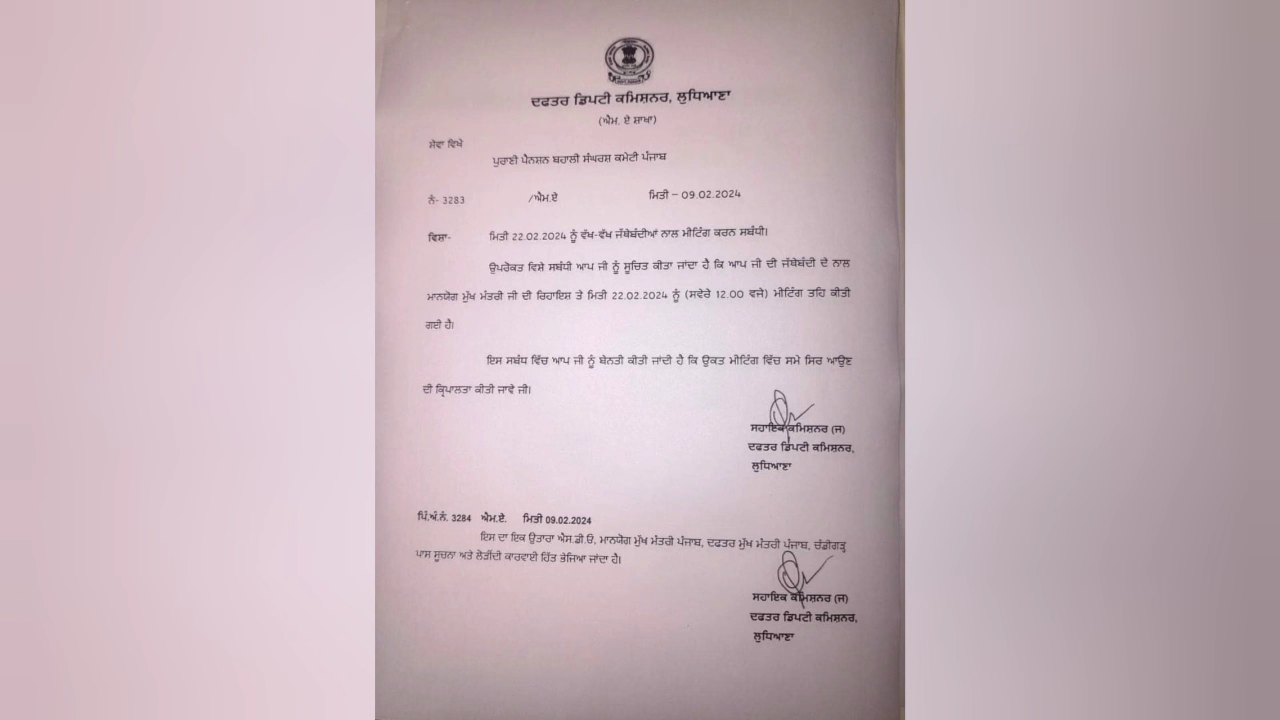 ਦਫਤਰ ਡਿਪਟੀ ਕਮਿਸ਼ਨਰ, ਲੁਧਿਆਣਾ
(ਐਮ. ਏ ਸ਼ਾਖਾ)
ਸੇਵਾ ਵਿਖੇ
ਪੁਰਾਣੀ ਪੈਨਸ਼ਨ ਬਹਾਲੀ ਸੰਘਰਸ਼ ਕਮੇਟੀ ਪੰਜਾਬ
ਨੰ- 3283 /ਐਮ.ਏ ਮਿਤੀ – 09.02.2024
ਵਿਸ਼ਾ- ਮਿਤੀ 22.02.2024 ਨੂੰ ਵੱਖ-ਵੱਖ ਜੱਥੇਬੰਦੀਆਂ ਨਾਲ ਮੀਟਿੰਗ ਕਰਨ ਸਬੰਧੀ।
ਉਪਰੋਕਤ ਵਿਸ਼ੇ ਸਬੰਧੀ ਆਪ ਜੀ ਨੂੰ ਸੂਚਿਤ ਕੀਤਾ ਜਾਂਦਾ ਹੈ ਕਿ ਆਪ ਜੀ ਦੀ ਜੱਥੇਬੰਦੀ ਦੇ ਨਾਲ
ਮਾਨਯੋਗ ਮੁੱਖ ਮੰਤਰੀ ਜੀ ਦੀ ਰਿਹਾਇਸ਼ ਤੇ ਮਿਤੀ 22.02.2024 ਨੂੰ (ਸਵੇਰੇ 12.00 ਵਜੇ) ਮੀਟਿੰਗ ਤਹਿ ਕੀਤੀ
ਗਈ ਹੈ।
ਇਸ ਸਬੰਧ ਵਿੱਚ ਆਪ ਜੀ ਨੂੰ ਬੇਨਤੀ ਕੀਤੀ ਜਾਂਦੀ ਹੈ ਕਿ ਉਕਤ ਮੀਟਿੰਗ ਵਿੱਚ ਸਮੇ ਸਿਰ ਆਉਣ
ਦੀ ਕ੍ਰਿਪਾਲਤਾ ਕੀਤੀ ਜਾਵੇ ਜੀ।
ਸਹਾਇਕ ਕਮਿਸ਼ਨਰ (ਜ)
ਦਫਤਰ ਡਿਪਟੀ ਕਮਿਸ਼ਨਰ,
ਲੁਧਿਆਣਾ
ਪਿੰ.ਅੰ.ਨੰ. 3284 ਐਮ.ਏ. ਮਿਤੀ 09.02.2024
ਇਸ ਦਾ ਇਕ ਉਤਾਰਾ ਐਸ.ਡੀ.ਓ, ਮਾਨਯੋਗ ਮੁੱਖ ਮੰਤਰੀ ਪੰਜਾਬ, ਦਫਤਰ ਮੁੱਖ ਮੰਤਰੀ ਪੰਜਾਬ, ਚੰਡੀਗੜ੍ਹ
ਪਾਸ ਸੂਚਨਾ ਅਤੇ ਲੋੜੀਂਦੀ ਕਾਰਵਾਈ ਹਿੱਤ ਭੇਜਿਆ ਜਾਂਦਾ ਹੈ।
ਸਹਾਇਕ ਕਮਿਸ਼ਨਰ (ਜ)
ਦਫਤਰ ਡਿਪਟੀ ਕਮਿਸ਼ਨਰ,
ਲੁਧਿਆਣਾ